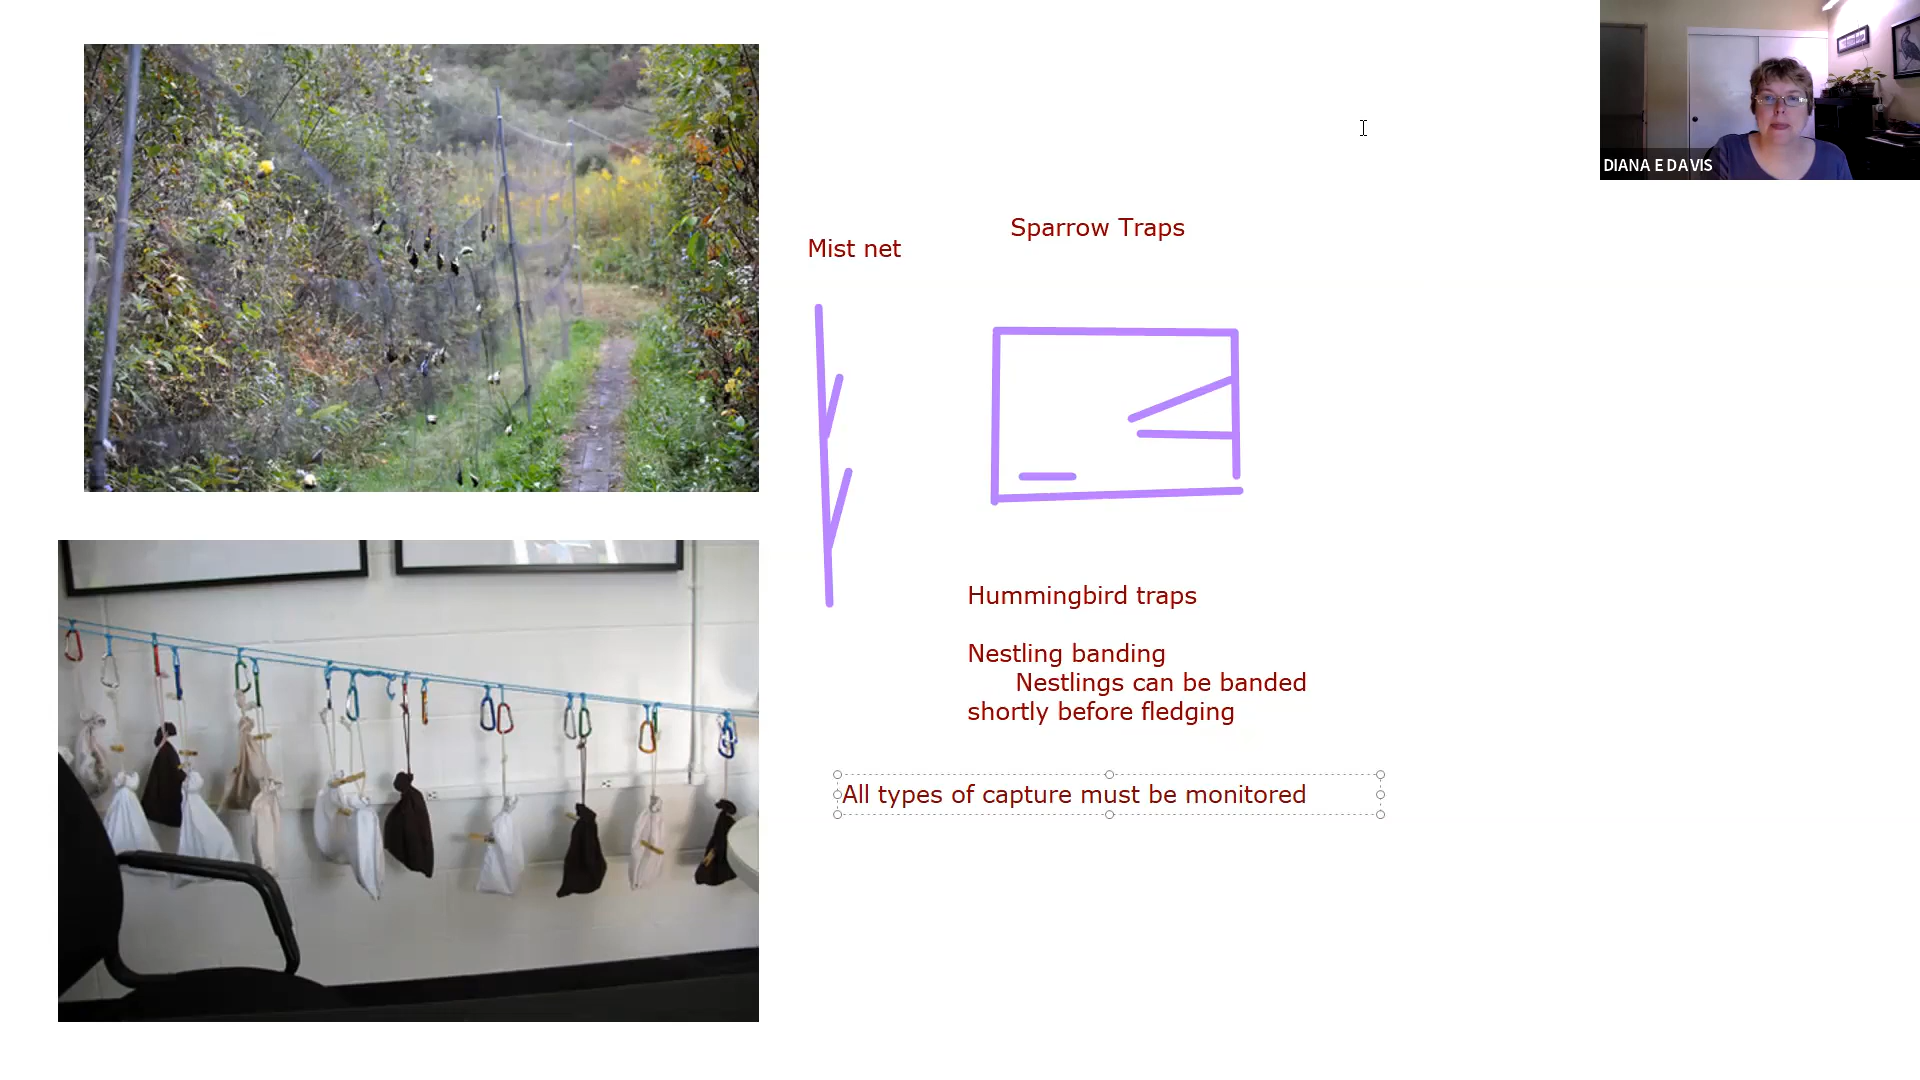 DIANA E DAVIS
Sparrow Traps
Mist net
Hummingbird traps
Nestling banding
Nestlings can be banded
shortly before fledging
All types of capture must be monitored